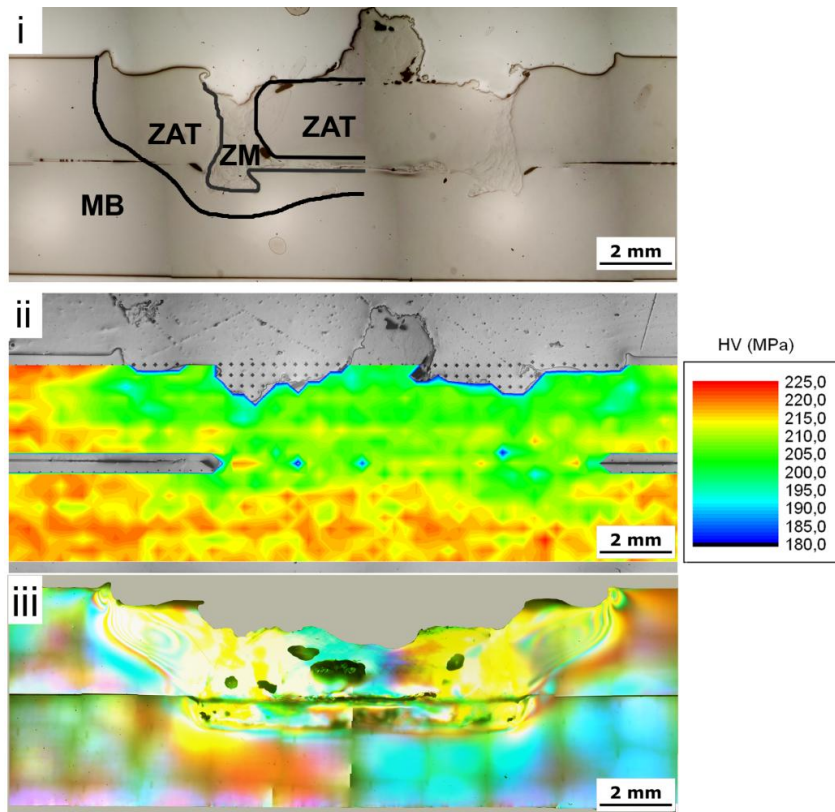 i
ZAT
ZAT
ZM
MB
2 mm
ii
HV (MPa)
225,0
220,0
215,0
210,0
205,0
200,0
195,0
190,0
185,0
180,0
2 mm
iii
2 mm